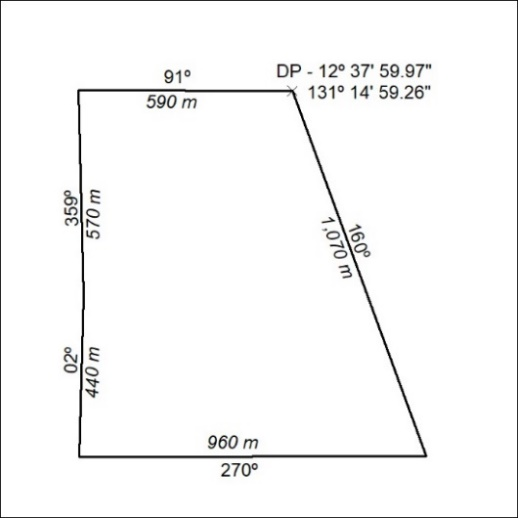 91º
590 m
DP - 12º 37' 59.97"
131º 14' 59.26"
359º
570 m
160º
1,070 m
02º
440 m
960 m
270º